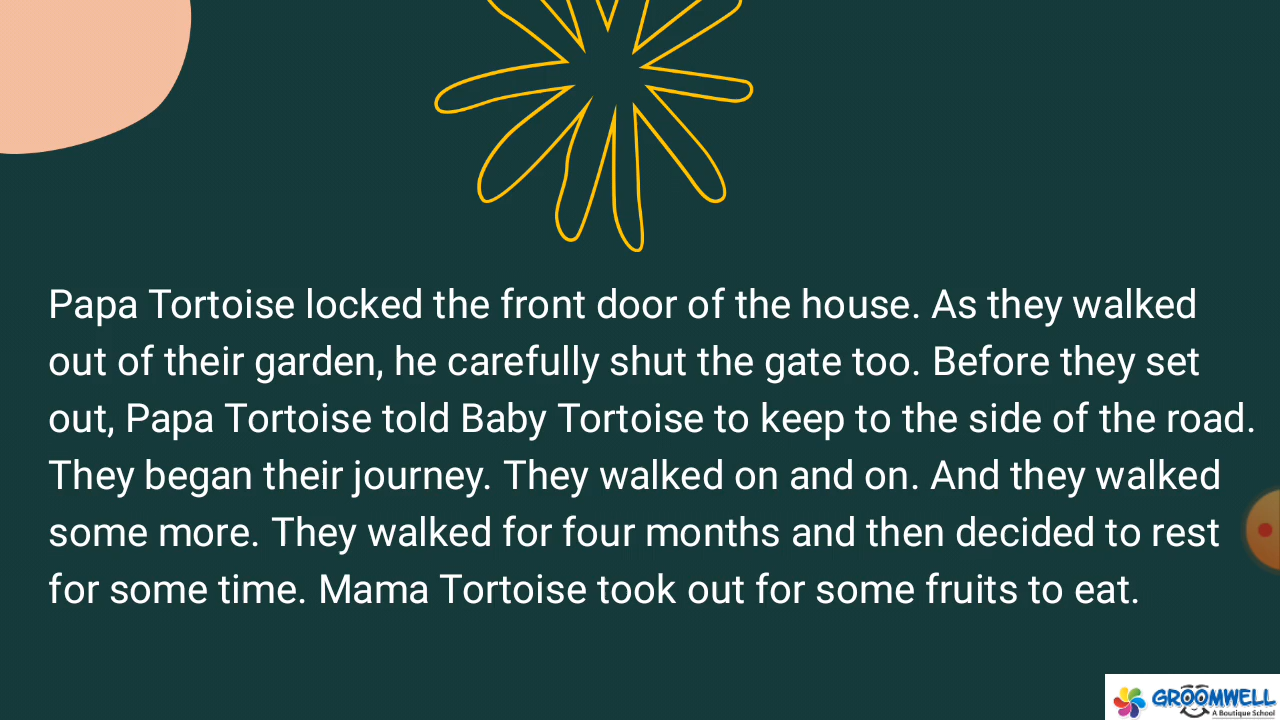 Papa Tortoise locked the front door of the house. As they walked
out of their garden, he carefully shut the gate too. Before they set
out, Papa Tortoise told Baby Tortoise to keep to the side of the road.
They began their journey. They walked on and on. And they walked
some more. They walked for four months and then decided to rest
for some time. Mama Tortoise took out for some fruits to eat.
GROOMWELL
A Boutique School